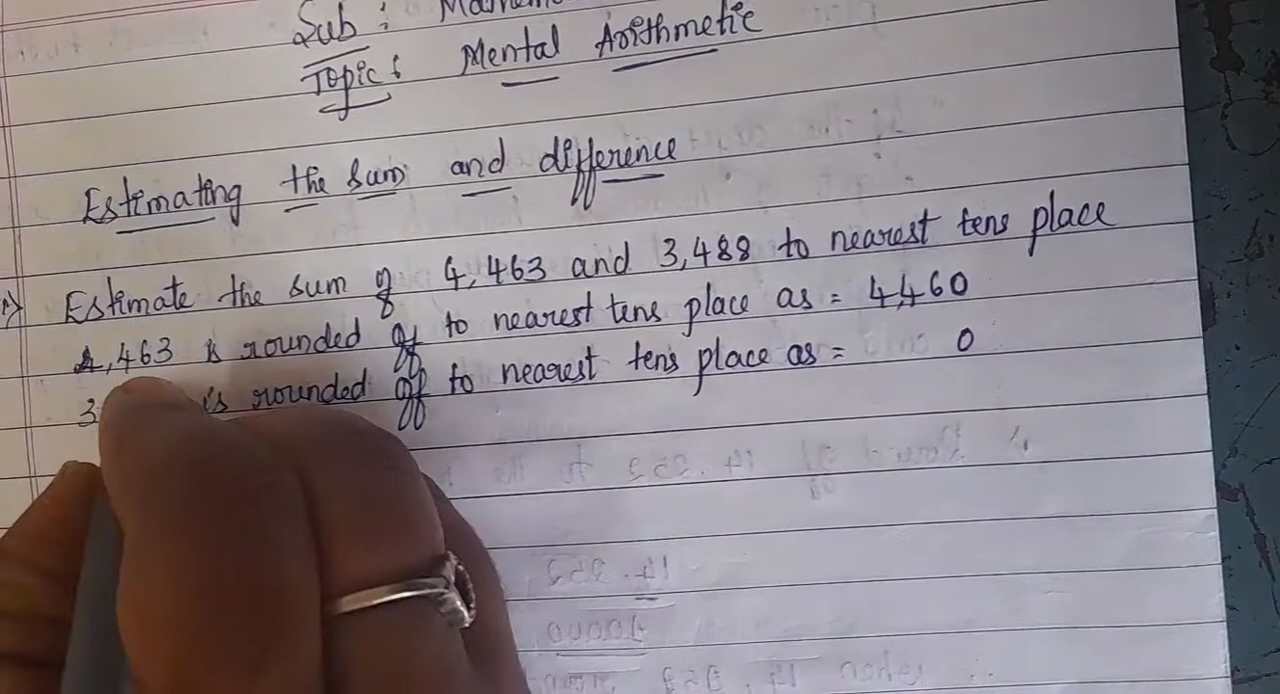 Sub :
Topic : Mental Arithmetic
Estimating the sum and difference
Estimate the sum of 4,463 and 3,488 to nearest tens place
4,463 is rounded off to nearest tens place as = 4,460
3 is rounded off to nearest tens place as = 0